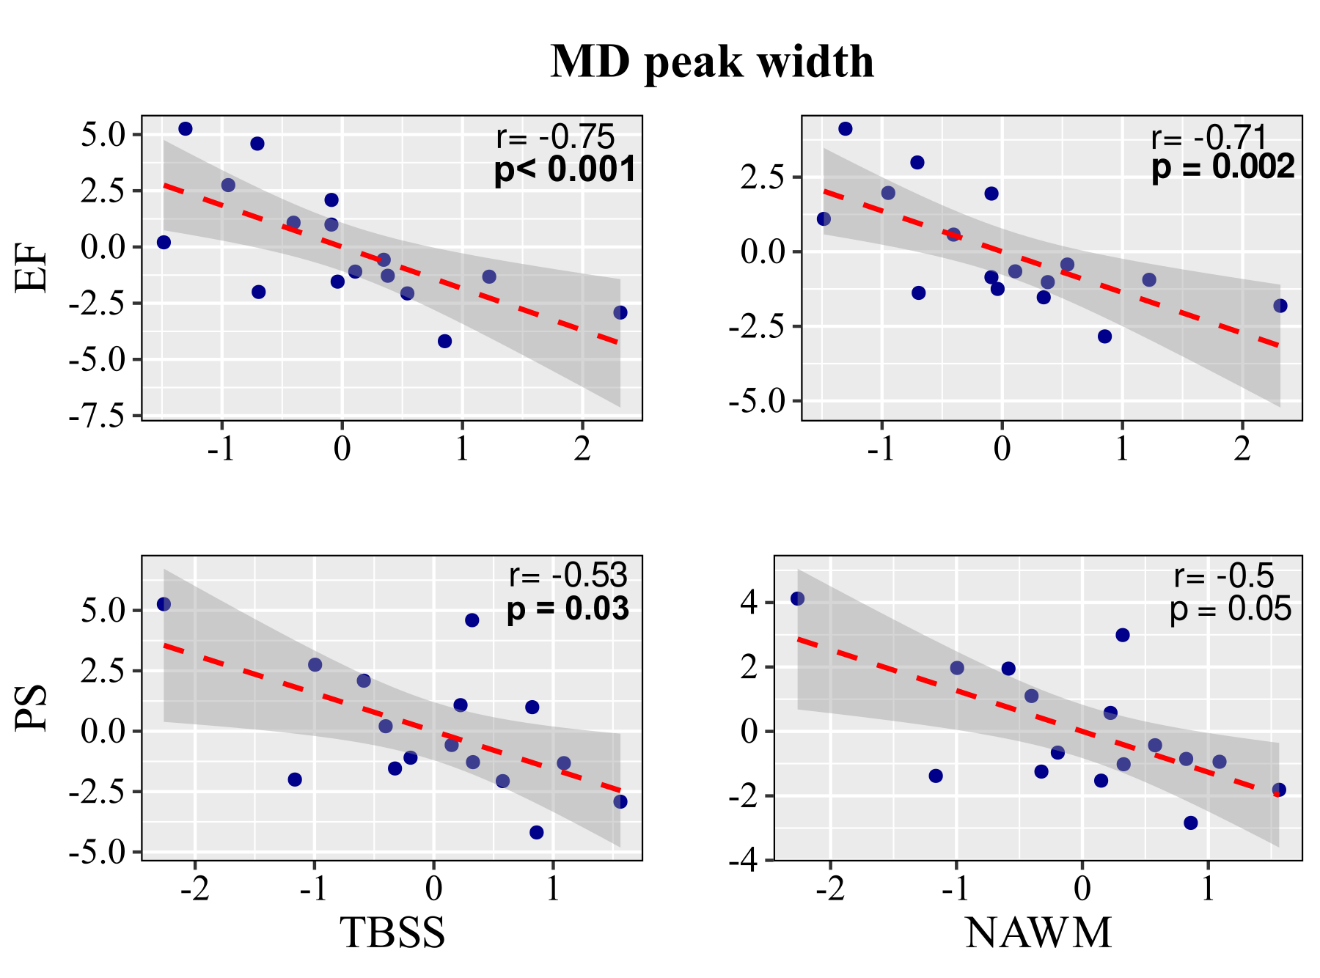 MD peak width
r= -0.75
p< 0.001
5.0
2.5
0.0
-2.5
-5.0
-7.5
-1 0 1 2
EF
r= -0.71
p = 0.002
2.5
0.0
-2.5
-5.0
-1 0 1 2
r= -0.53
p = 0.03
5.0
2.5
0.0
-2.5
-5.0
-2 -1 0 1
PS
TBSS
r= -0.5
p = 0.05
4
2
0
-2
-4
-2 -1 0 1
NAWM